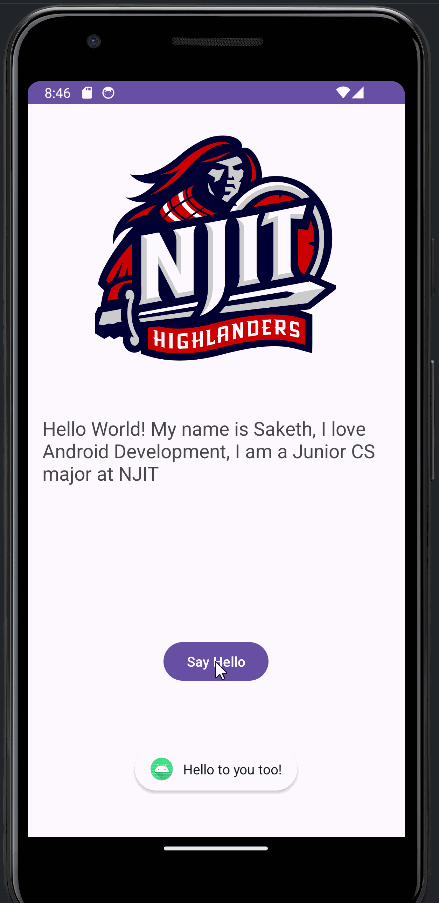 8:46
NJIT
HIGHLANDERS
Hello World! My name is Saketh, I love
Android Development, I am a Junior CS
major at NJIT
Say Hello
Hello to you too!